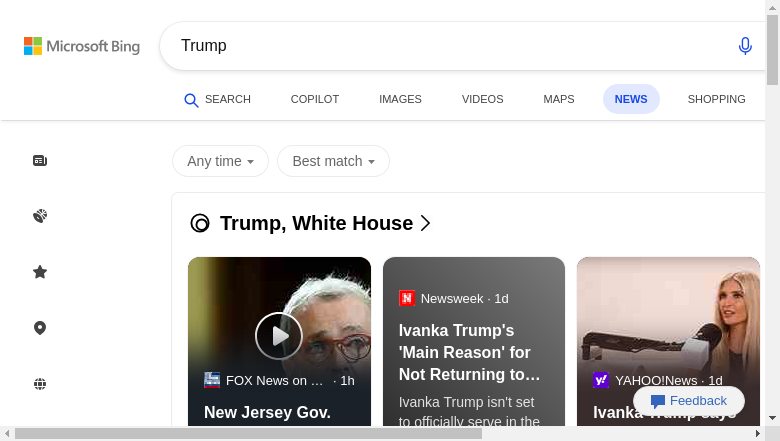 Microsoft Bing
Trump
SEARCH
COPILOT
IMAGES
VIDEOS
MAPS
NEWS
SHOPPING
Any time
Best match
Trump, White House
FOX News on … · 1h
New Jersey Gov.
Newsweek · 1d
Ivanka Trump's
'Main Reason' for
Not Returning to…
Ivanka Trump isn't set
to officially serve in the
YAHOO!News · 1d
Ivanka Trump says
Feedback